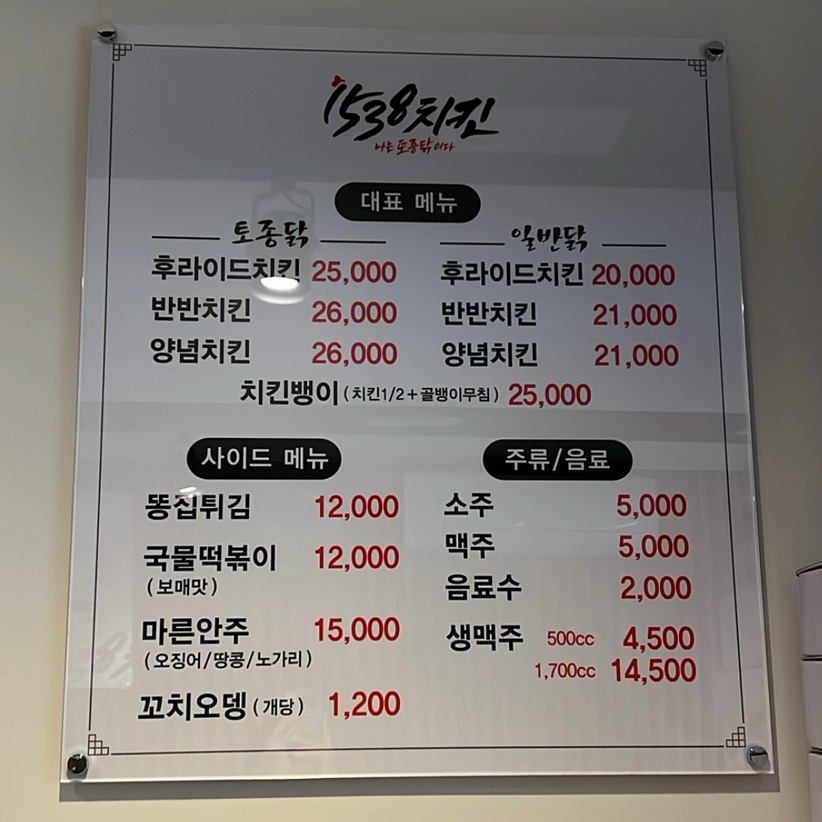 1538치킨
나는 토종닭이다
대표 메뉴
토종닭
후라이드치킨 25,000
반반치킨 26,000
양념치킨 26,000
일반닭
후라이드치킨 20,000
반반치킨 21,000
양념치킨 21,000
치킨뱅이 (치킨1/2+골뱅이무침) 25,000
사이드 메뉴
똥집튀김 12,000
국물떡볶이 12,000
(보매맛)
마른안주 15,000
(오징어/땅콩/노가리)
꼬치오뎅 (개당) 1,200
주류/음료
소주 5,000
맥주 5,000
음료수 2,000
생맥주 500cc 4,500
1,700cc 14,500